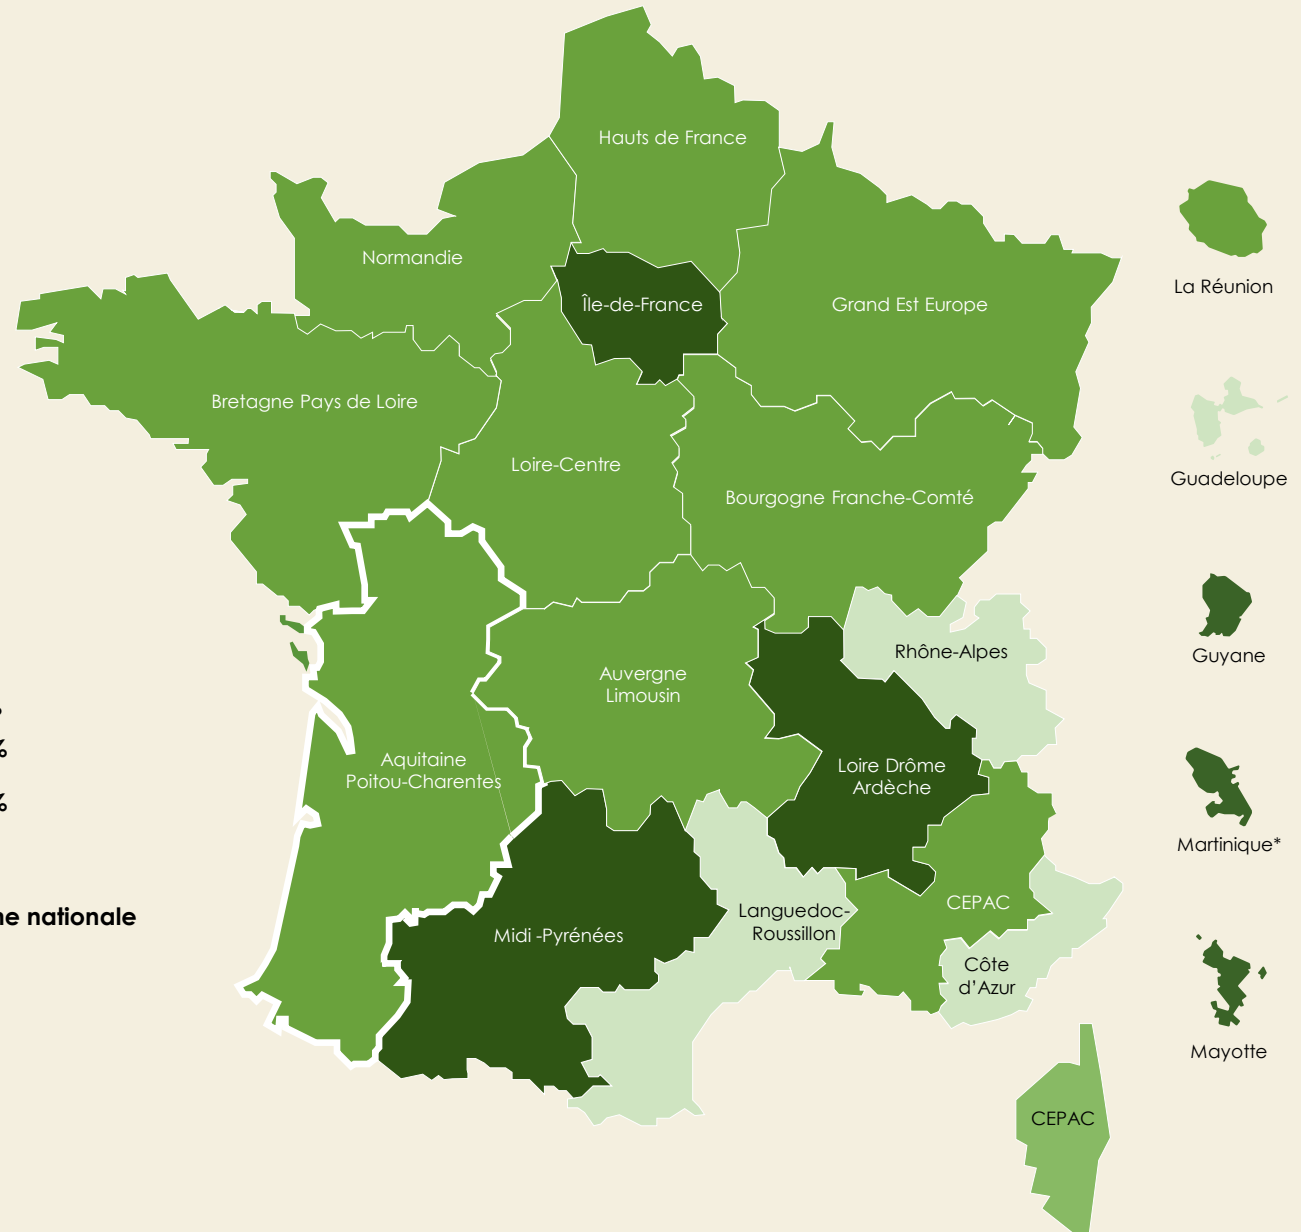 Hauts de France
Normandie
Île-de-France
Grand Est Europe
La Réunion
Bretagne Pays de Loire
Loire-Centre
Bourgogne Franche-Comté
Guadeloupe
Rhône-Alpes
Guyane
Auvergne
Limousin
%
Aquitaine
Poitou-Charentes
Loire Drôme
Ardèche
%
Martinique*
nationale
Midi -Pyrénées
Languedoc-
Roussillon
CEPAC
Côte
d'Azur
Mayotte
CEPAC